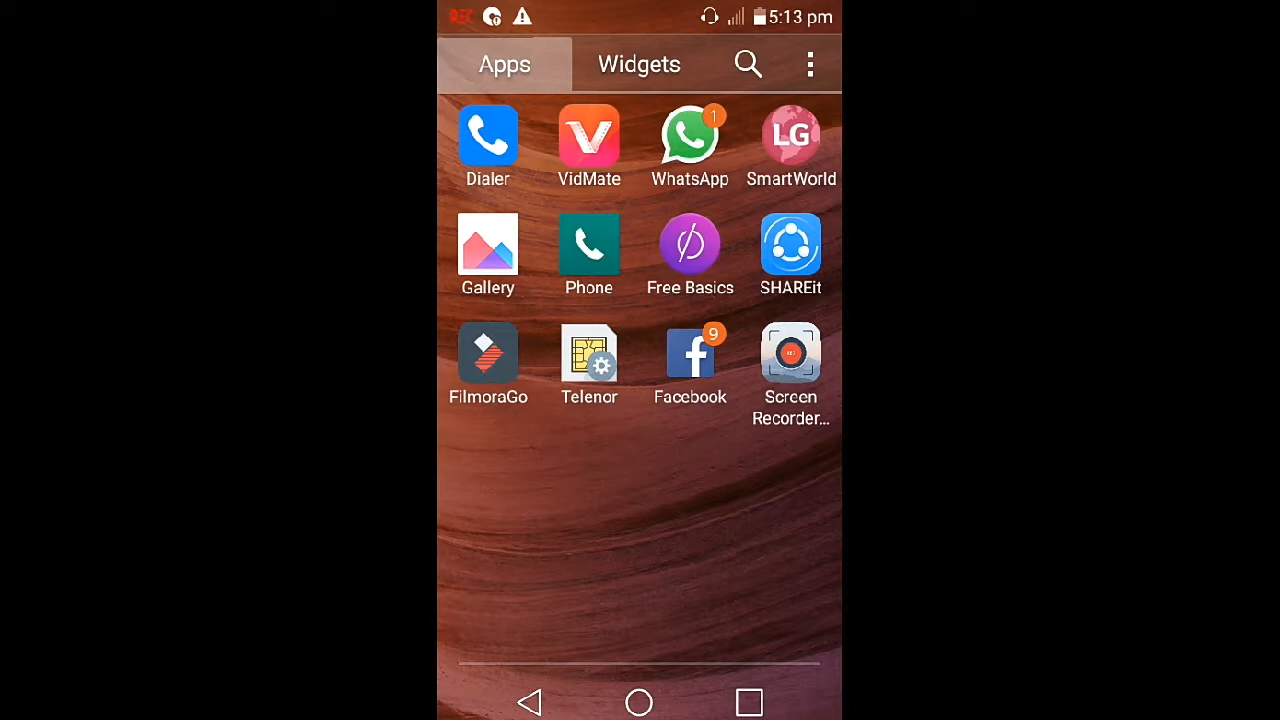 REC 5:13 pm
Apps Widgets
1
LG
Dialer VidMate WhatsApp SmartWorld
Gallery Phone Free Basics SHAREit
9
FilmoraGo Telenor Facebook Screen
Recorder...